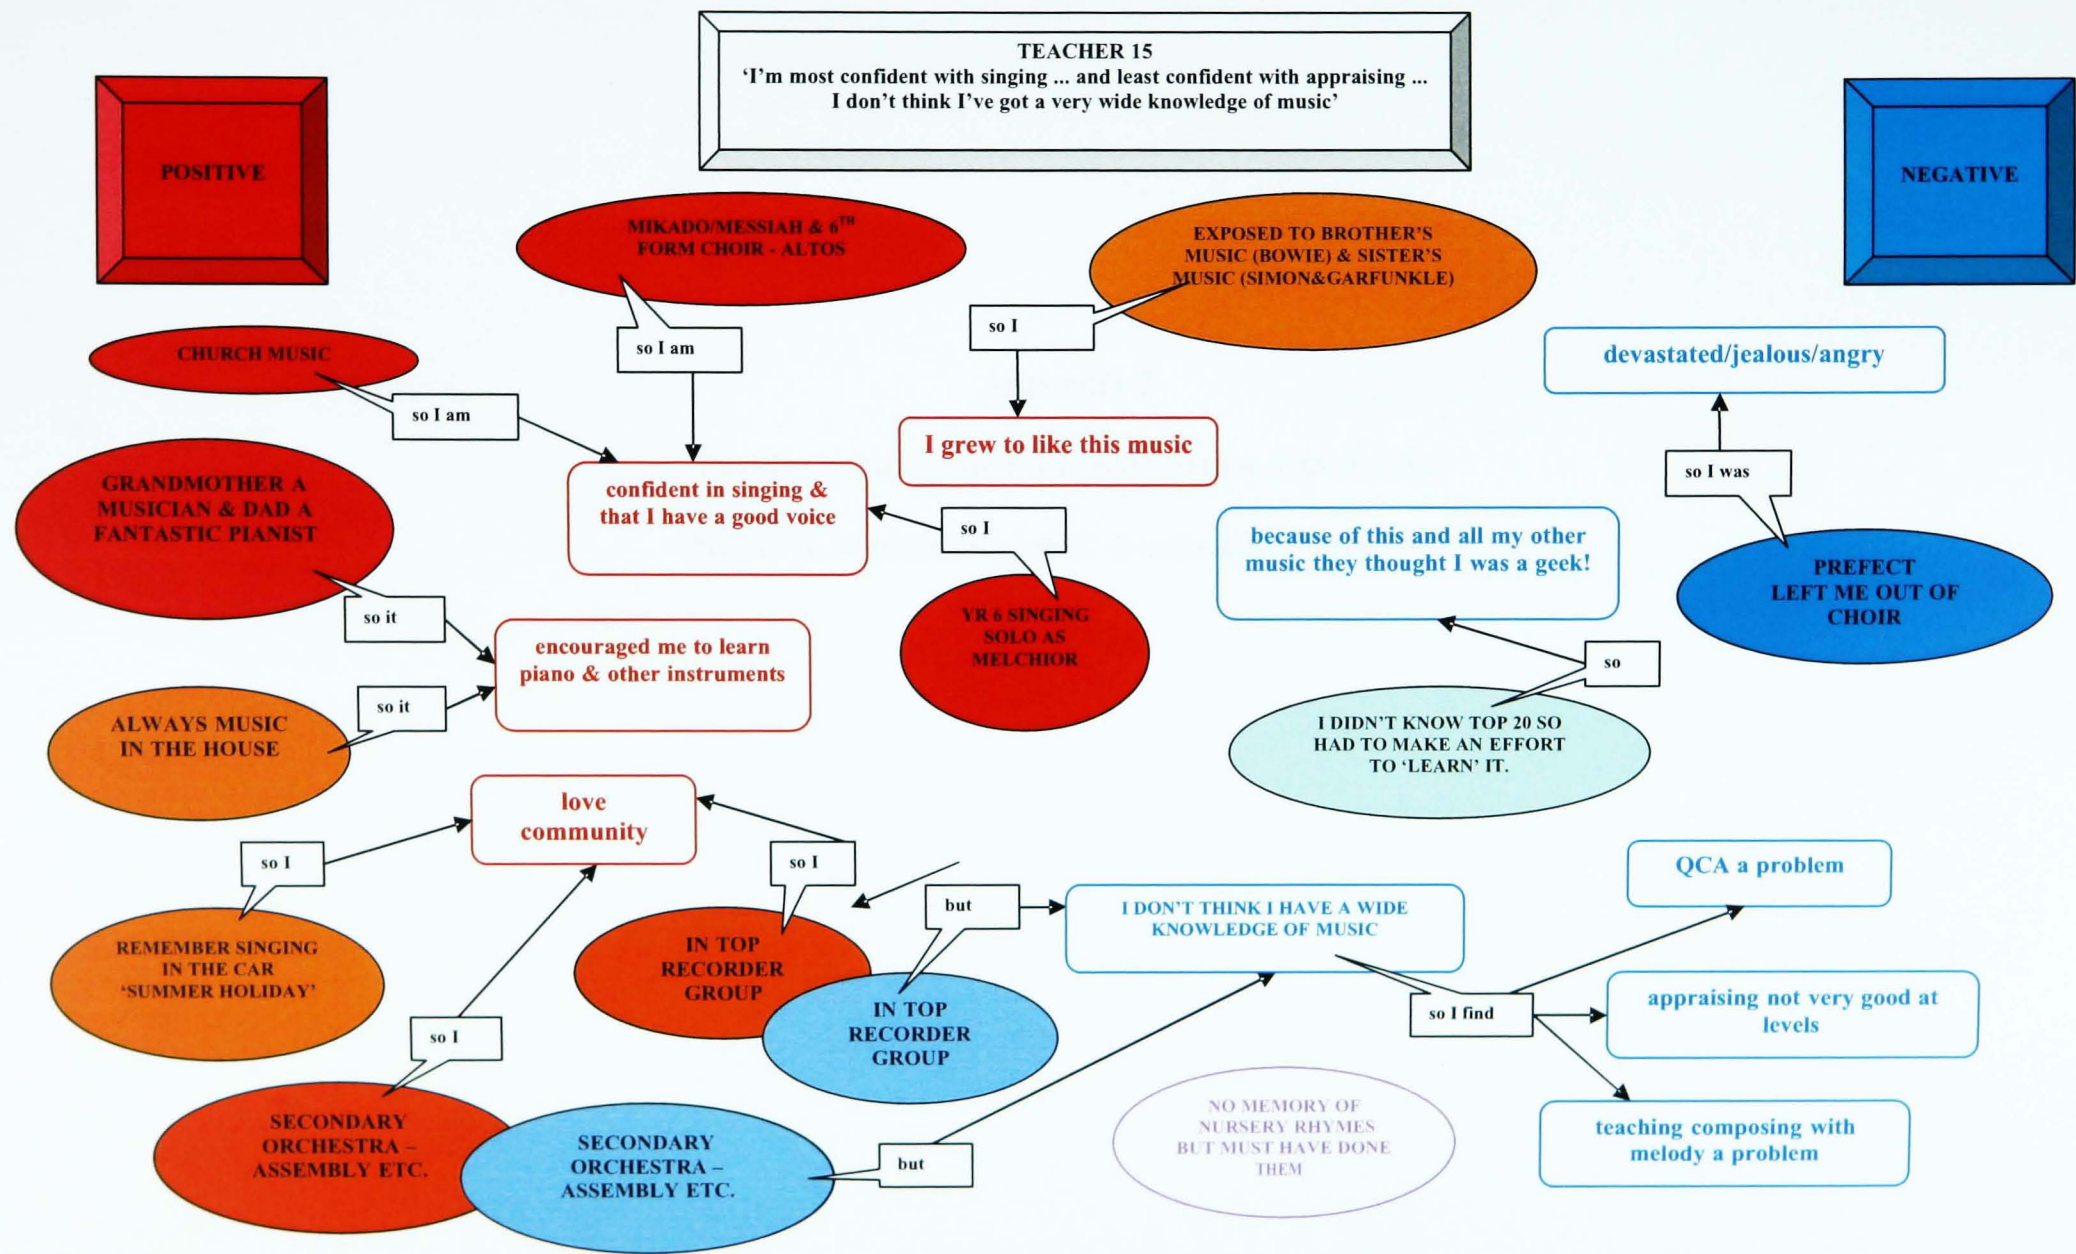 TEACHER 15
‘I’m most confident with singing ... and least confident with appraising ...
I don’t think I’ve got a very wide knowledge of music’
POSITIVE
NEGATIVE
MIKADO/MESSIAH & 6TH
FORM CHOIR - ALTOS
EXPOSED TO BROTHER’S
MUSIC (BOWIE) & SISTER’S
MUSIC (SIMON&GARFUNKLE)
so I am
so I
CHURCH MUSIC
so I am
devastated/jealous/angry
so I was
I grew to like this music
GRANDMOTHER A
MUSICIAN & DAD A
FANTASTIC PIANIST
confident in singing &
that I have a good voice
so I
because of this and all my other
music they thought I was a geek!
PREFECT
LEFT ME OUT OF
CHOIR
so it
encouraged me to learn
piano & other instruments
YR 6 SINGING
SOLO AS
MELCHIOR
so
ALWAYS MUSIC
IN THE HOUSE
so it
I DIDN’T KNOW TOP 20 SO
HAD TO MAKE AN EFFORT
TO ‘LEARN’ IT.
love
community
so I
so I
but
I DON’T THINK I HAVE A WIDE
KNOWLEDGE OF MUSIC
QCA a problem
REMEMBER SINGING
IN THE CAR
‘SUMMER HOLIDAY’
IN TOP
RECORDER
GROUP
IN TOP
RECORDER
GROUP
so I find
appraising not very good at
levels
so I
SECONDARY
ORCHESTRA –
ASSEMBLY ETC.
SECONDARY
ORCHESTRA –
ASSEMBLY ETC.
but
NO MEMORY OF
NURSERY RHYMES
BUT MUST HAVE DONE
THEM
teaching composing with
melody a problem